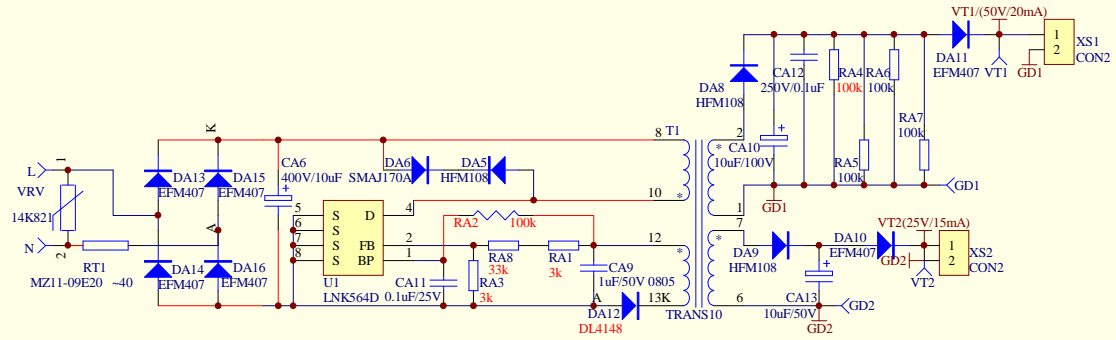 VT1/(50V/20mA)
1
2
XS1
CON2
GD1
VT1
DA11
EFM407
DA8
HFM108
CA12
250V/0.1uF
RA4
100k
RA6
100k
RA7
100k
RA5
100k
CA10
10uF/100V
+
2
*
1
GD1
GD1
T1
8
10
*
K
L
1
VRV
14K821
N
2
RT1
MZ11-09E20 ~40
DA13
EFM407
DA15
EFM407
A
DA14
EFM407
DA16
EFM407
CA6
400V/10uF
+
DA6
SMAJ170A
DA5
HFM108
5
6
7
8
S
S
S
S
D
FB
BP
4
2
1
U1
LNK564D
RA2
100k
RA8
33k
RA1
3k
CA11
0.1uF/25V
RA3
3k
CA9
1uF/50V 0805
A
DA12
DL4148
12
13
K
*
TRANS10
7
*
6
DA9
HFM108
DA10
EFM407
CA13
10uF/50V
+
GD2
GD2
VT2(25V/15mA)
GD2
1
2
XS2
CON2
VT2